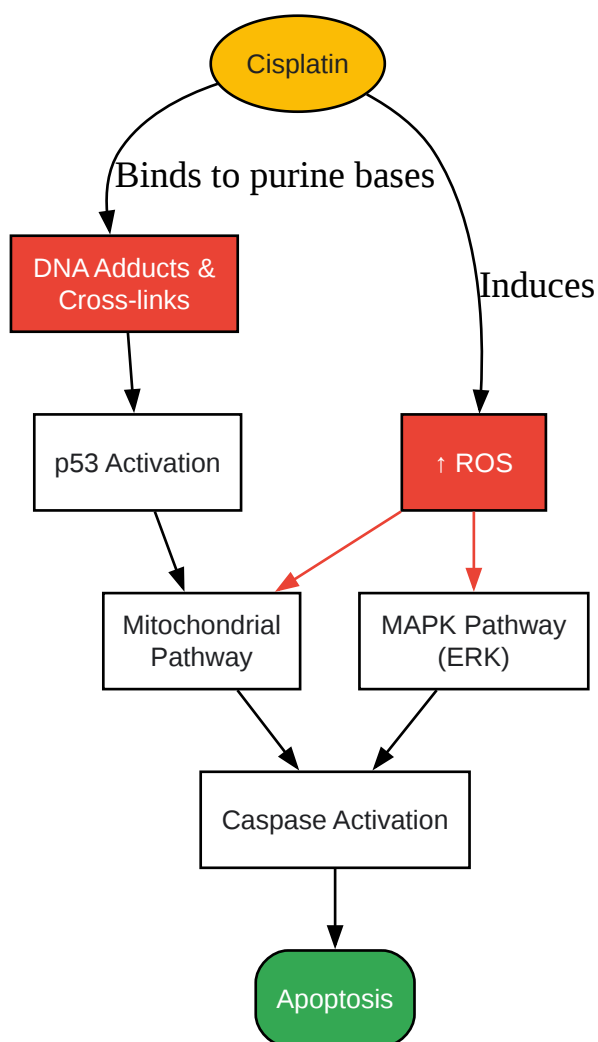 Cisplatin
Binds to purine bases
DNA Adducts &
Cross-links
Induces
p53 Activation
↑ ROS
Mitochondrial
Pathway
MAPK Pathway
(ERK)
Caspase Activation
Apoptosis